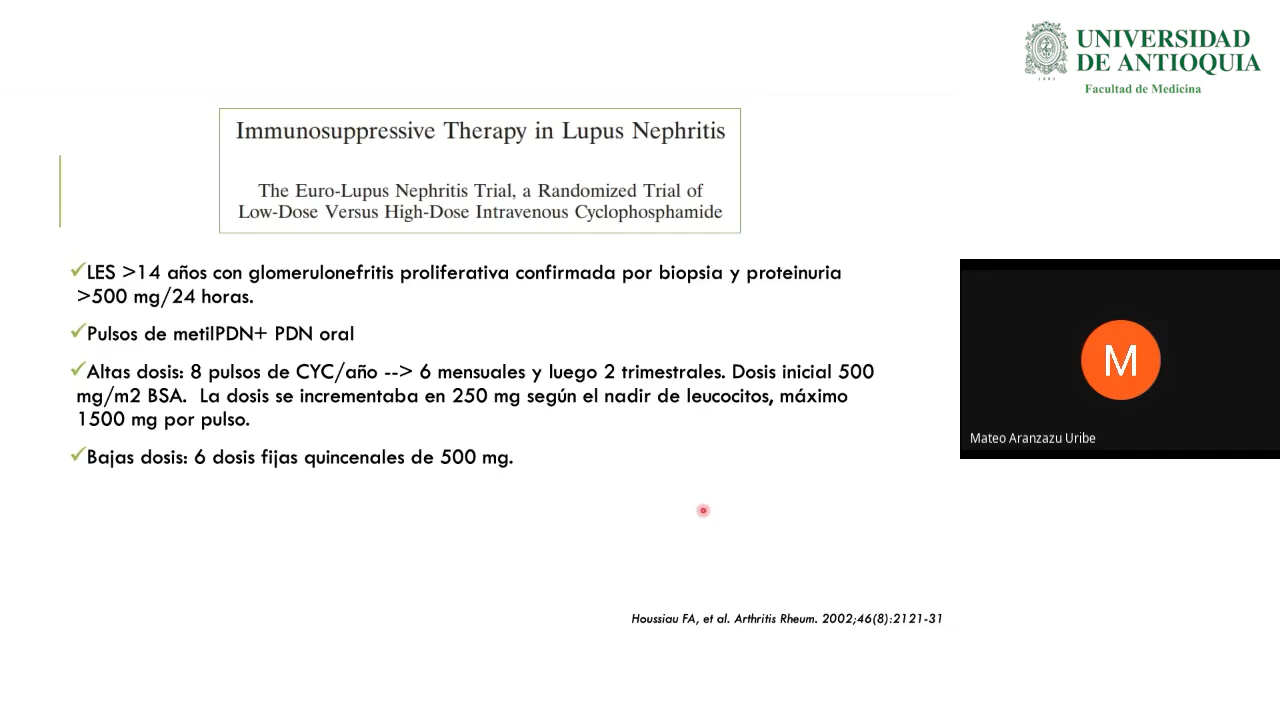 UNIVERSIDAD
DE ANTIOQUIA
1803
Facultad de Medicina
Immunosuppressive Therapy in Lupus Nephritis
The Euro-Lupus Nephritis Trial, a Randomized Trial of
Low-Dose Versus High-Dose Intravenous Cyclophosphamide
✓LES >14 años con glomerulonefritis proliferativa confirmada por biopsia y proteinuria
>500 mg/24 horas.
✓Pulsos de metilPDN+ PDN oral
✓Altas dosis: 8 pulsos de CYC/año --> 6 mensuales y luego 2 trimestrales. Dosis inicial 500
mg/m2 BSA. La dosis se incrementaba en 250 mg según el nadir de leucocitos, máximo
1500 mg por pulso.
✓Bajas dosis: 6 dosis fijas quincenales de 500 mg.
M
Mateo Aranzazu Uribe
Houssiau FA, et al. Arthritis Rheum. 2002;46(8):2121-31